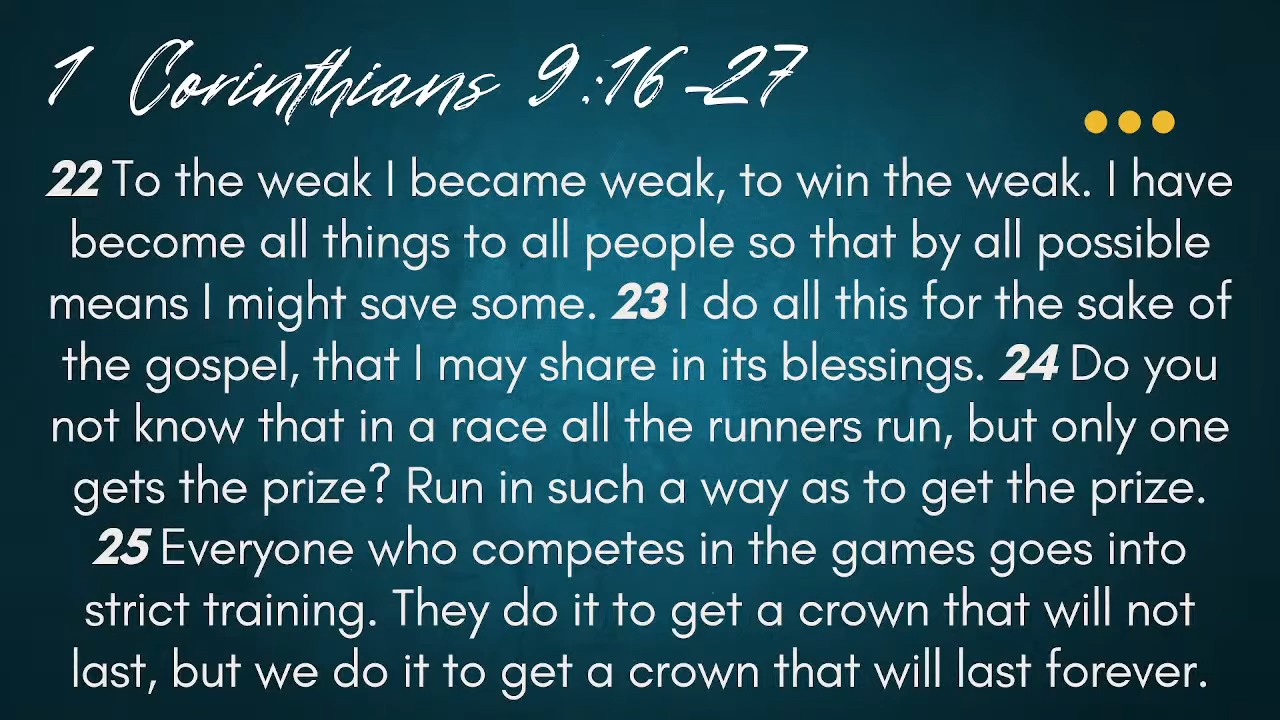 1 Corinthians 9:16-27
22 To the weak I became weak, to win the weak. I have
become all things to all people so that by all possible
means I might save some. 23 I do all this for the sake of
the gospel, that I may share in its blessings. 24 Do you
not know that in a race all the runners run, but only one
gets the prize? Run in such a way as to get the prize.
25 Everyone who competes in the games goes into
strict training. They do it to get a crown that will not
last, but we do it to get a crown that will last forever.